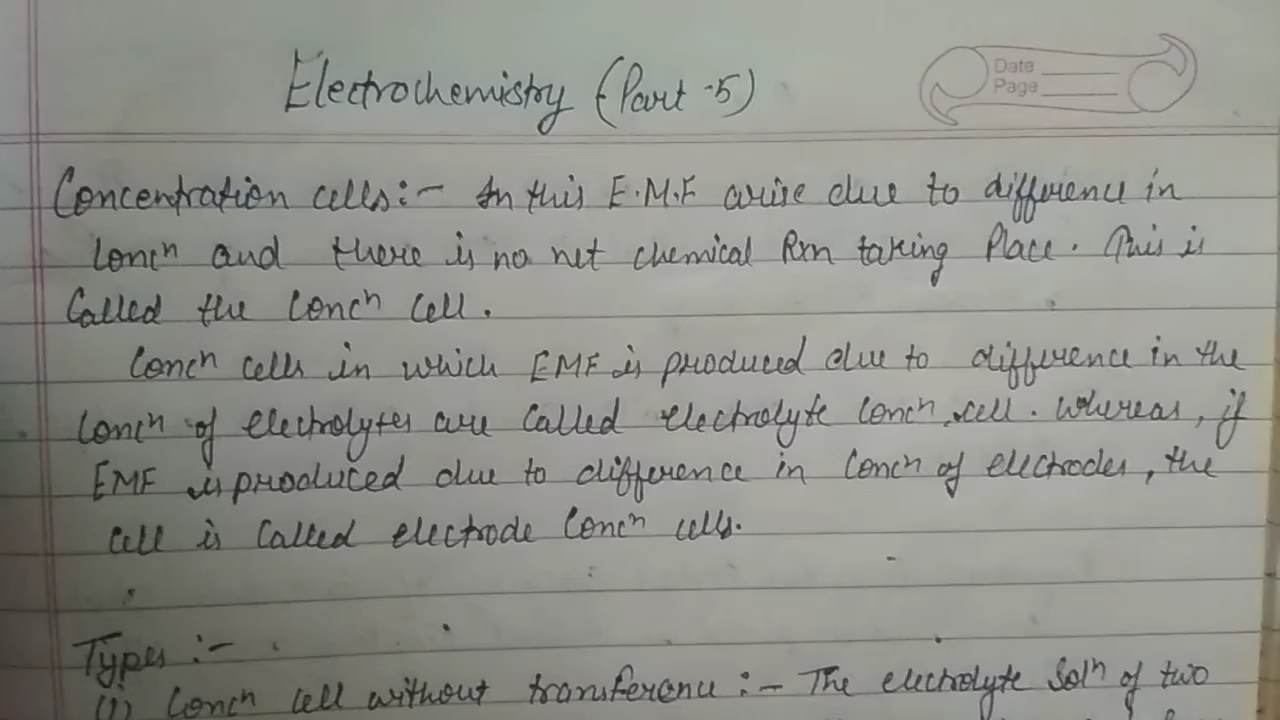 Electrochemistry (Part -5)
Date
Page
Concentration cells:- In this E.M.F arise due to difference in
Concn and there is no net chemical Rxn taking Place. This is
Called the Concn Cell.
Concn cells in which EMF is produced due to difference in the
Concn of electrolytes are called electrolyte Concn cell. Whereas, if
EMF is produced due to difference in Concn of electrodes, the
cell is Called electrode Concn cells.
Types :-
(i) Concn cell without transference :- The electrolyte Soln of two